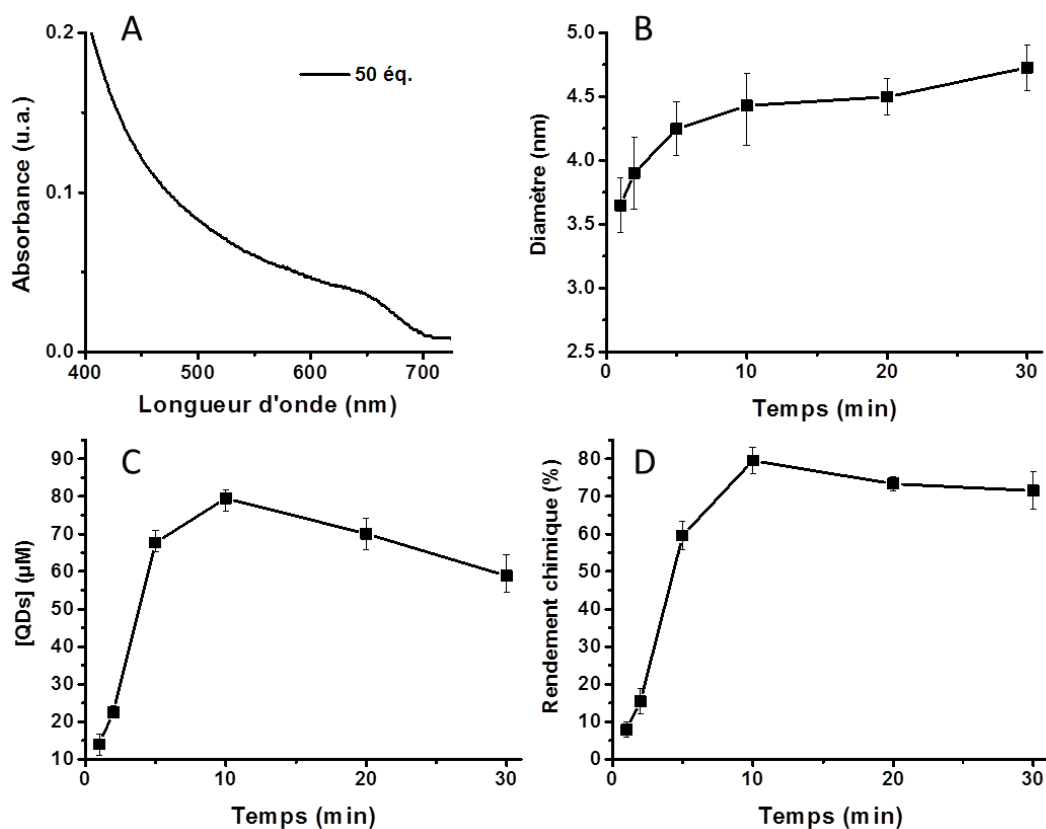 A
50 éq.
0.2
0.1
0.0
400 500 600 700
Absorbance (u.a.)
Longueur d'onde (nm)
B
5.0
4.5
4.0
3.5
3.0
2.5
0 10 20 30
Diamètre (nm)
Temps (min)
C
90
80
70
60
50
40
30
20
10
0 10 20 30
[QDs] (µM)
Temps (min)
D
80
70
60
50
40
30
20
10
0
0 10 20 30
Rendement chimique (%)
Temps (min)